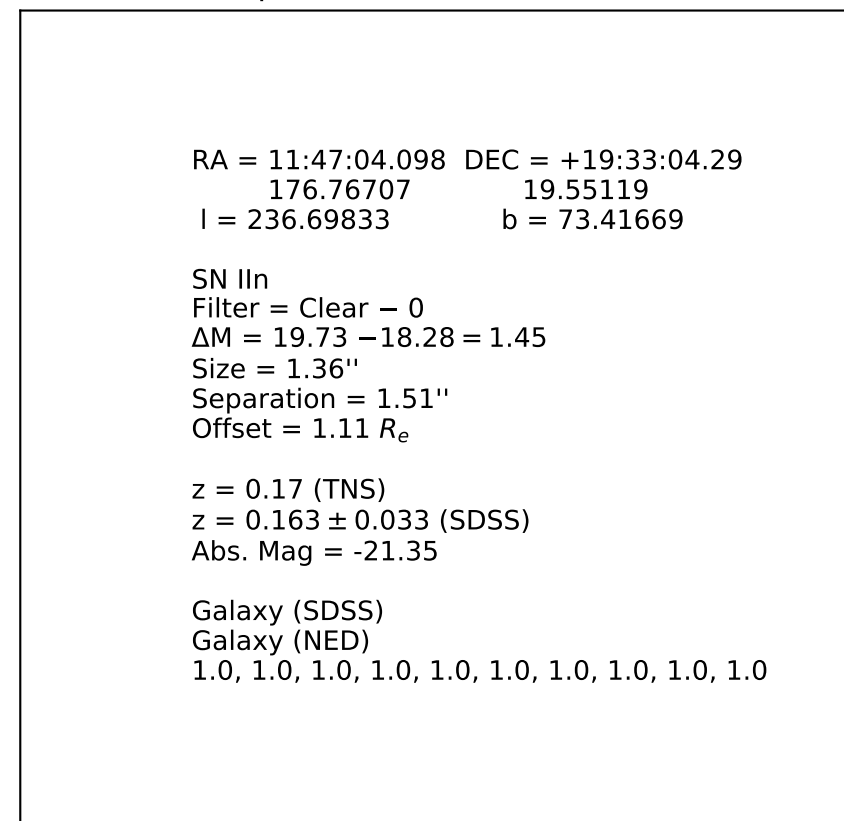 RA = 11:47:04.098 DEC = +19:33:04.29
176.76707 19.55119
l = 236.69833 b = 73.41669
SN IIn
Filter = Clear − 0
ΔM = 19.73 −18.28 = 1.45
Size = 1.36''
Separation = 1.51''
Offset = 1.11 Rₑ
z = 0.17 (TNS)
z = 0.163 ± 0.033 (SDSS)
Abs. Mag = -21.35
Galaxy (SDSS)
Galaxy (NED)
1.0, 1.0, 1.0, 1.0, 1.0, 1.0, 1.0, 1.0, 1.0, 1.0